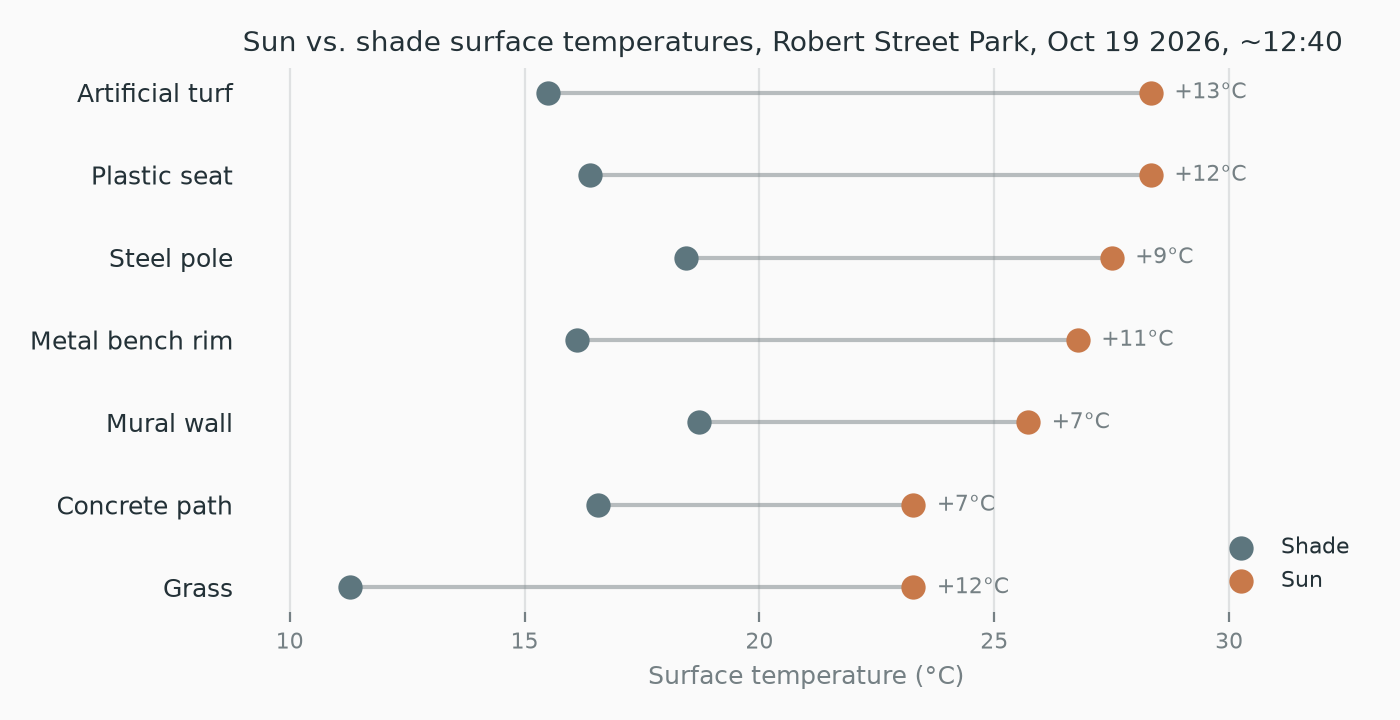 Sun vs. shade surface temperatures, Robert Street Park, Oct 19 2026, ~12:40
Artificial turf +13°C
Plastic seat +12°C
Steel pole +9°C
Metal bench rim +11°C
Mural wall +7°C
Concrete path +7°C
Shade
Sun
Grass +12°C
10 15 20 25 30
Surface temperature (°C)